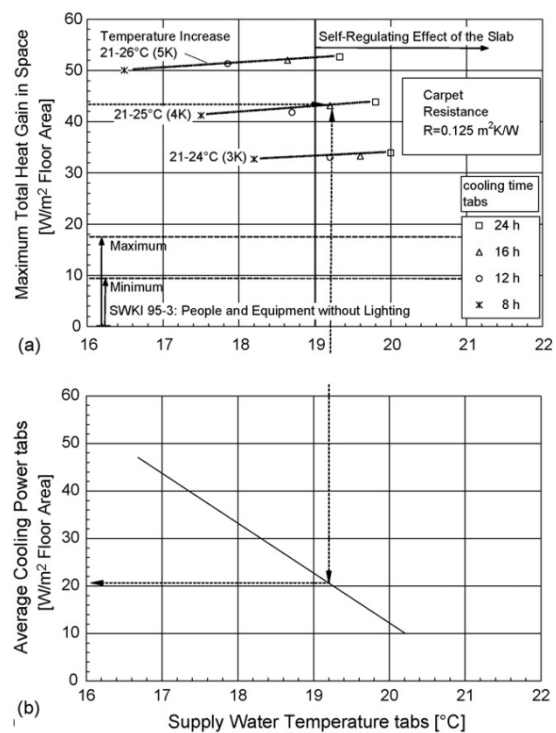 Maximum Total Heat Gain in Space
[W/m2 Floor Area]
60
50
40
30
20
10
0
Temperature Increase
21-26°C (5K)
Self-Regulating Effect of the Slab
21-25°C (4K)
21-24°C (3K)
Carpet
Resistance
R=0.125 m²K/W
cooling time
tabs
24 h
16 h
12 h
8 h
Maximum
Minimum
SWKI 95-3: People and Equipment without Lighting
(a)
16 17 18 19 20 21 22
Average Cooling Power tabs
[W/m2 Floor Area]
60
50
40
30
20
10
0
(b)
16 17 18 19 20 21 22
Supply Water Temperature tabs [°C]